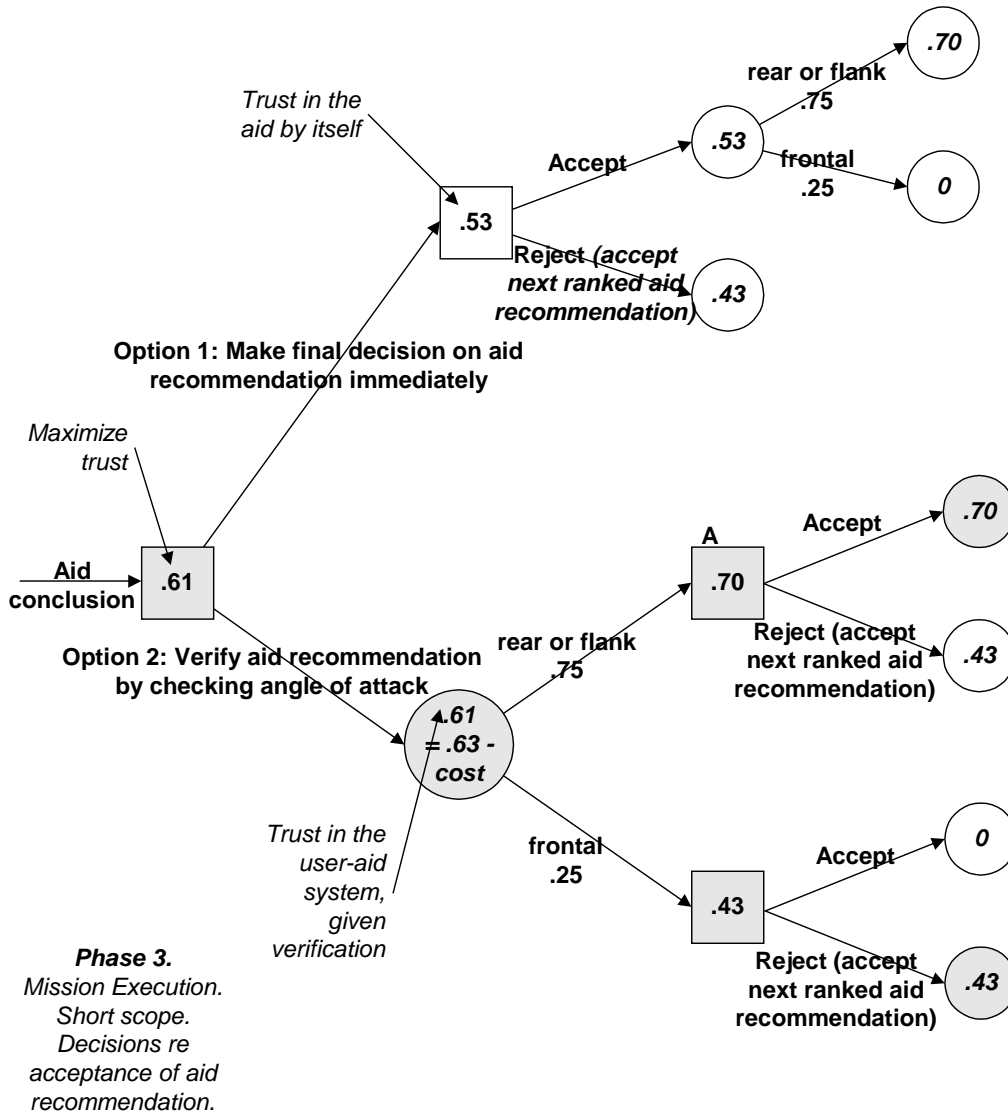 .70
rear or flank
.75
Trust in the
aid by itself
.53
Accept
frontal
.25
0
.53
Reject (accept
next ranked aid
recommendation)
.43
Option 1: Make final decision on aid
recommendation immediately
Maximize
trust
Aid
conclusion
.61
Option 2: Verify aid recommendation
by checking angle of attack
A
.70
Accept
.70
rear or flank
.75
Reject (accept
next ranked aid
recommendation)
.43
.61
= .63 -
cost
Trust in the
user-aid
system,
given
verification
frontal
.25
.43
Accept
0
Reject (accept
next ranked aid
recommendation)
.43
Phase 3.
Mission Execution.
Short scope.
Decisions re
acceptance of aid
recommendation.